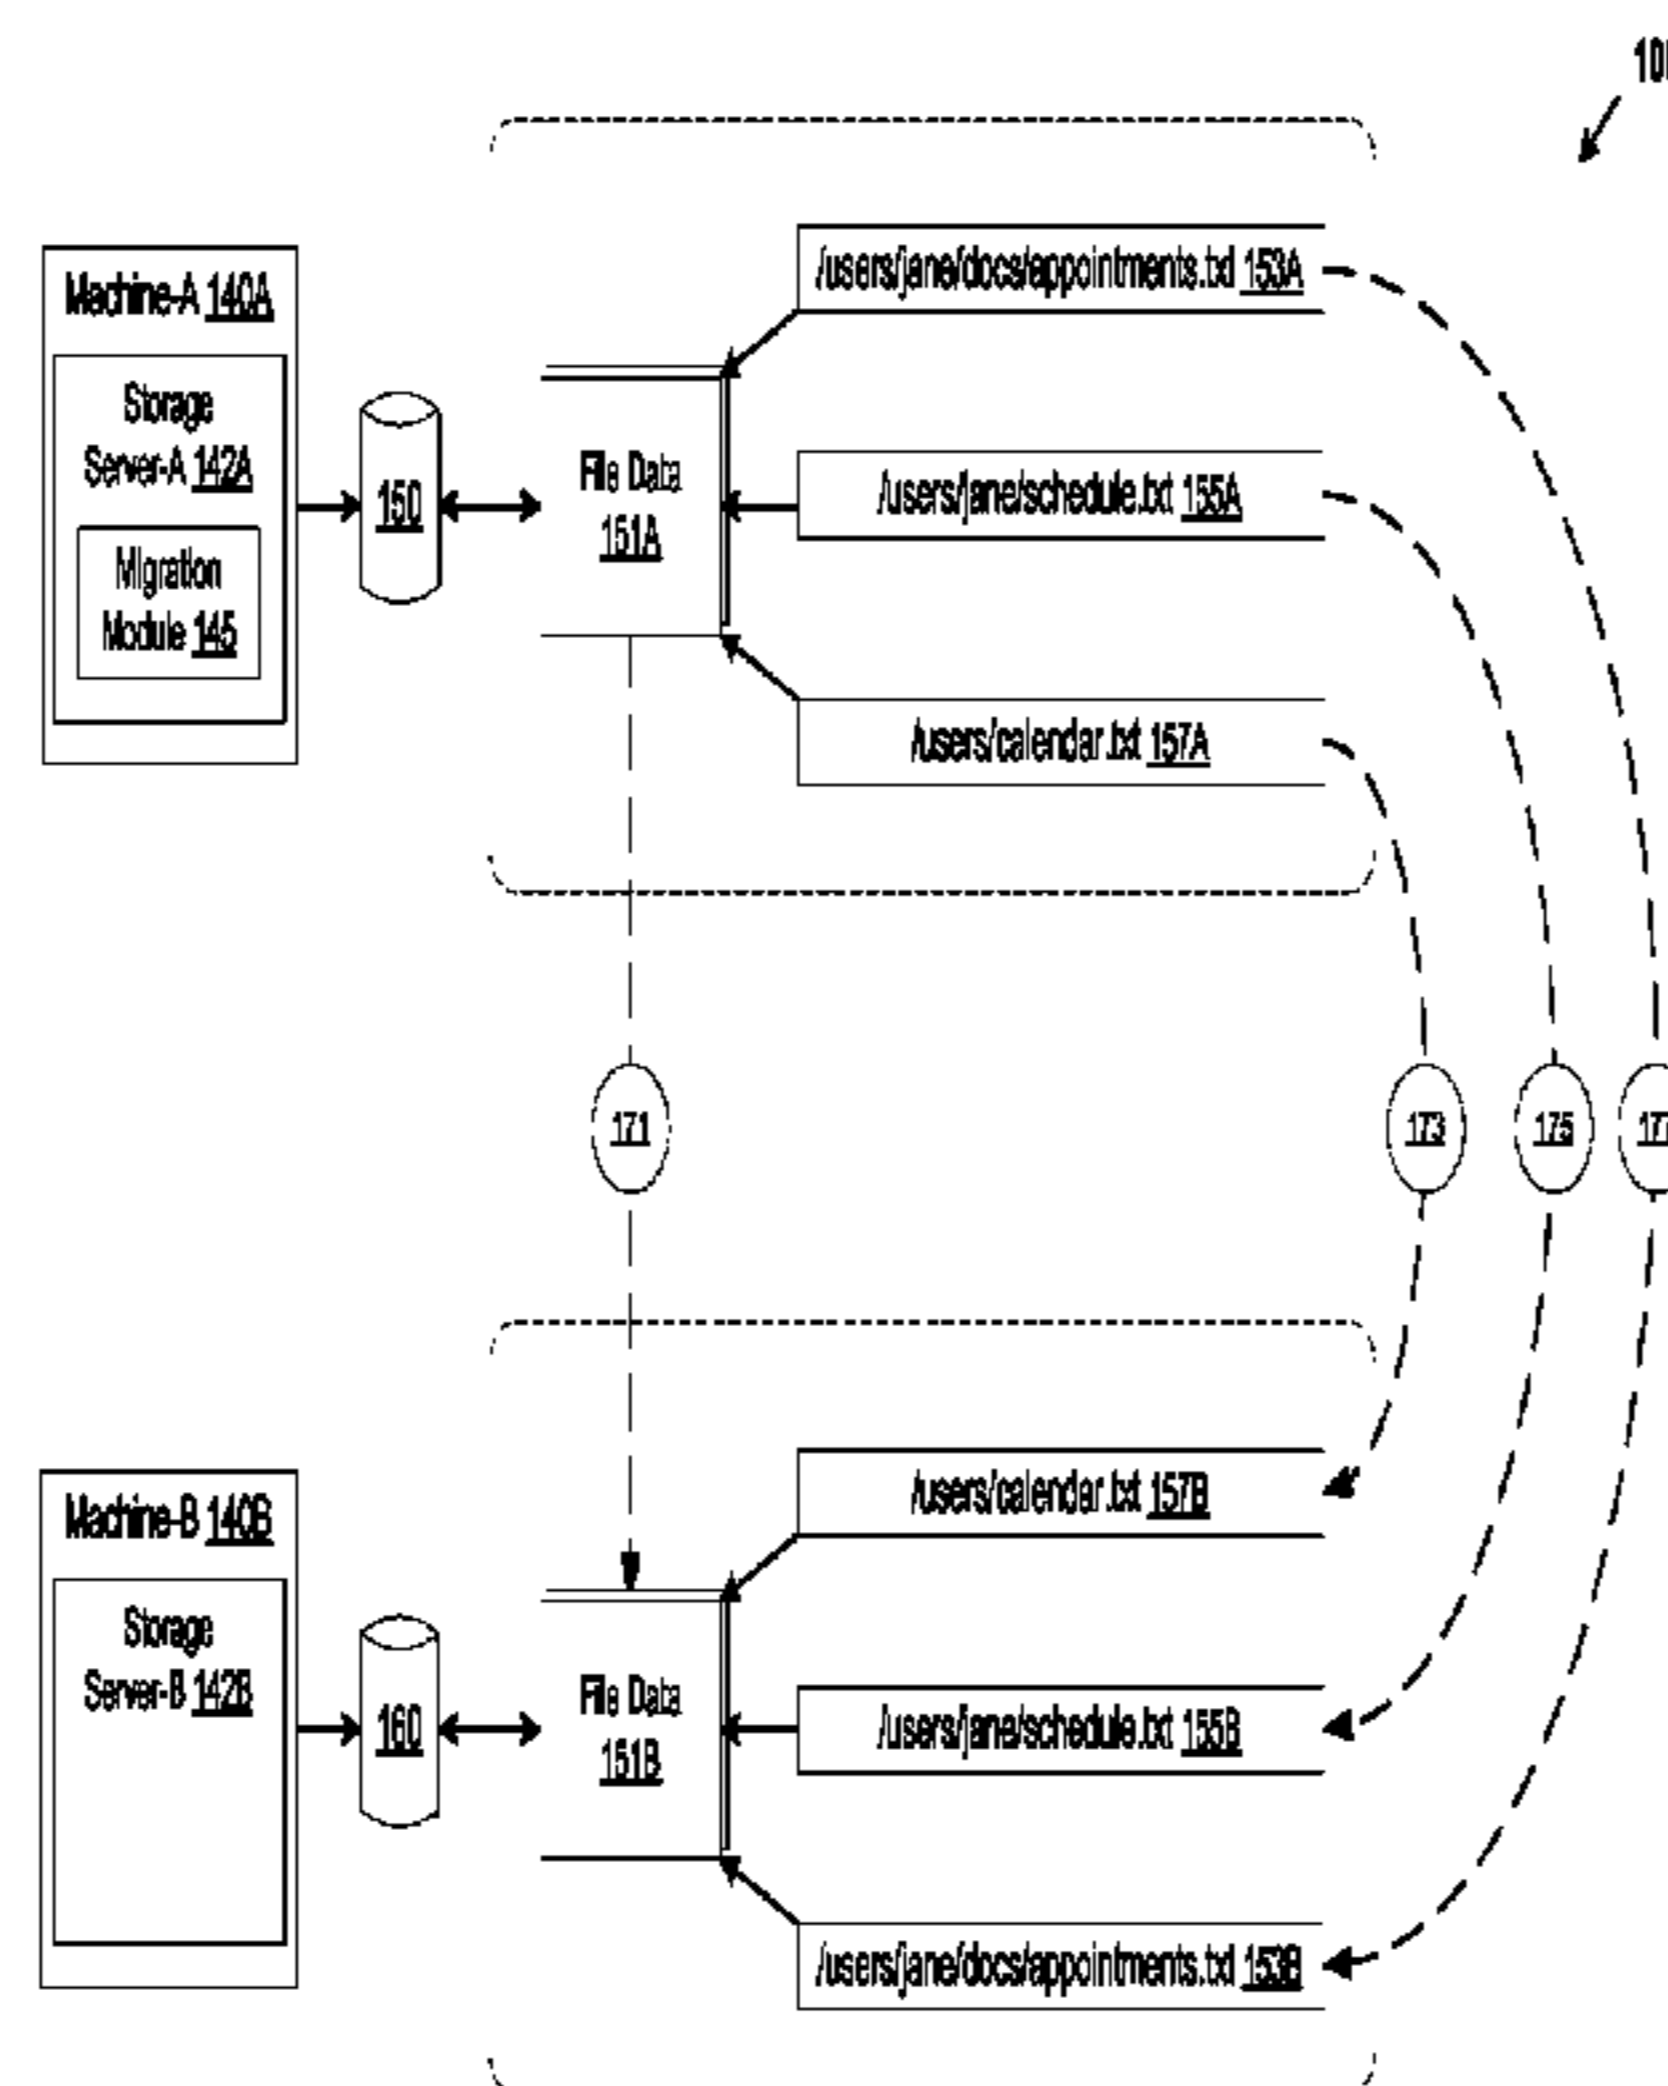 Machine-A 140A
Storage
Server-A 142A
Migration
Module 145
150
File Data
151A
/users/jane/docs/appointments.txt 153A
/users/jane/schedule.txt 155A
/users/calendar.txt 157A
171
173
175
Machine-B 140B
Storage
Server-B 142B
160
File Data
151B
/users/calendar.txt 157B
/users/jane/schedule.txt 155B
/users/jane/docs/appointments.txt 153B